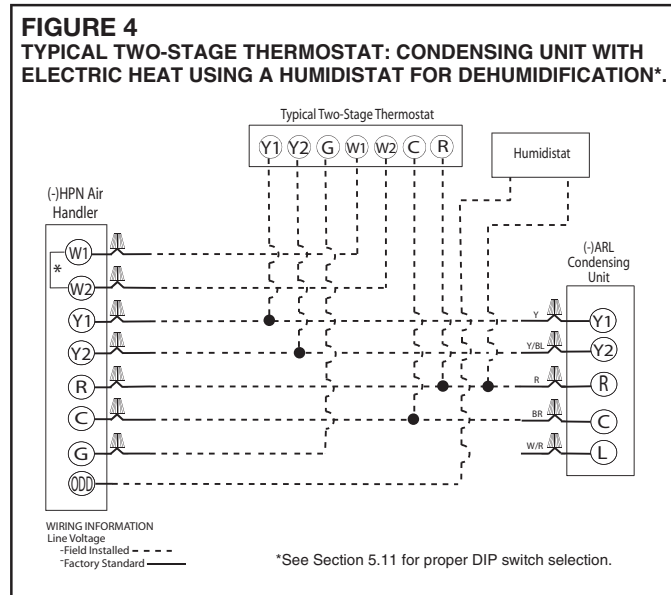 FIGURE 4
TYPICAL TWO-STAGE THERMOSTAT: CONDENSING UNIT WITH
ELECTRIC HEAT USING A HUMIDISTAT FOR DEHUMIDIFICATION*.
Typical Two-Stage Thermostat
Y1 Y2 G W1 W2 C R
Humidistat
(-)HPN Air
Handler
W1
*
W2
Y1
Y2
R
C
G
ODD
(-)ARL
Condensing
Unit
Y Y1
Y/BL Y2
R R
BR C
W/R L
WIRING INFORMATION
Line Voltage
-Field Installed
-Factory Standard
*See Section 5.11 for proper DIP switch selection.